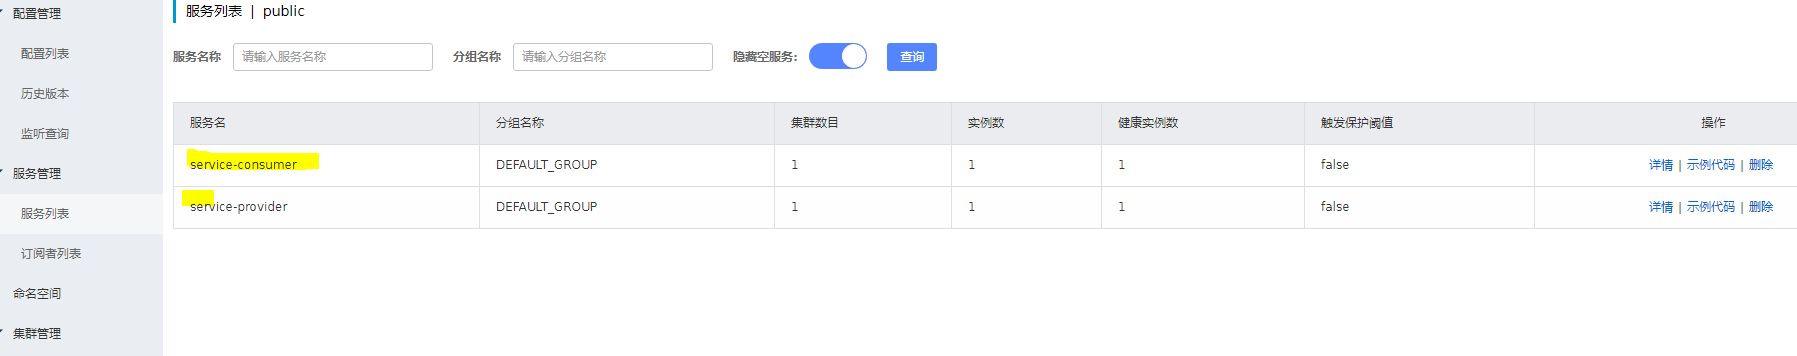 配置管理
配置列表
历史版本
监听查询
服务管理
服务列表
订阅者列表
命名空间
集群管理
服务列表 | public
服务名称 请输入服务名称 分组名称 请输入分组名称 隐藏空服务: 查询
服务名 分组名称 集群数目 实例数 健康实例数 触发保护阈值 操作
service-consumer DEFAULT_GROUP 1 1 1 false 详情 | 示例代码 | 删除
service-provider DEFAULT_GROUP 1 1 1 false 详情 | 示例代码 | 删除